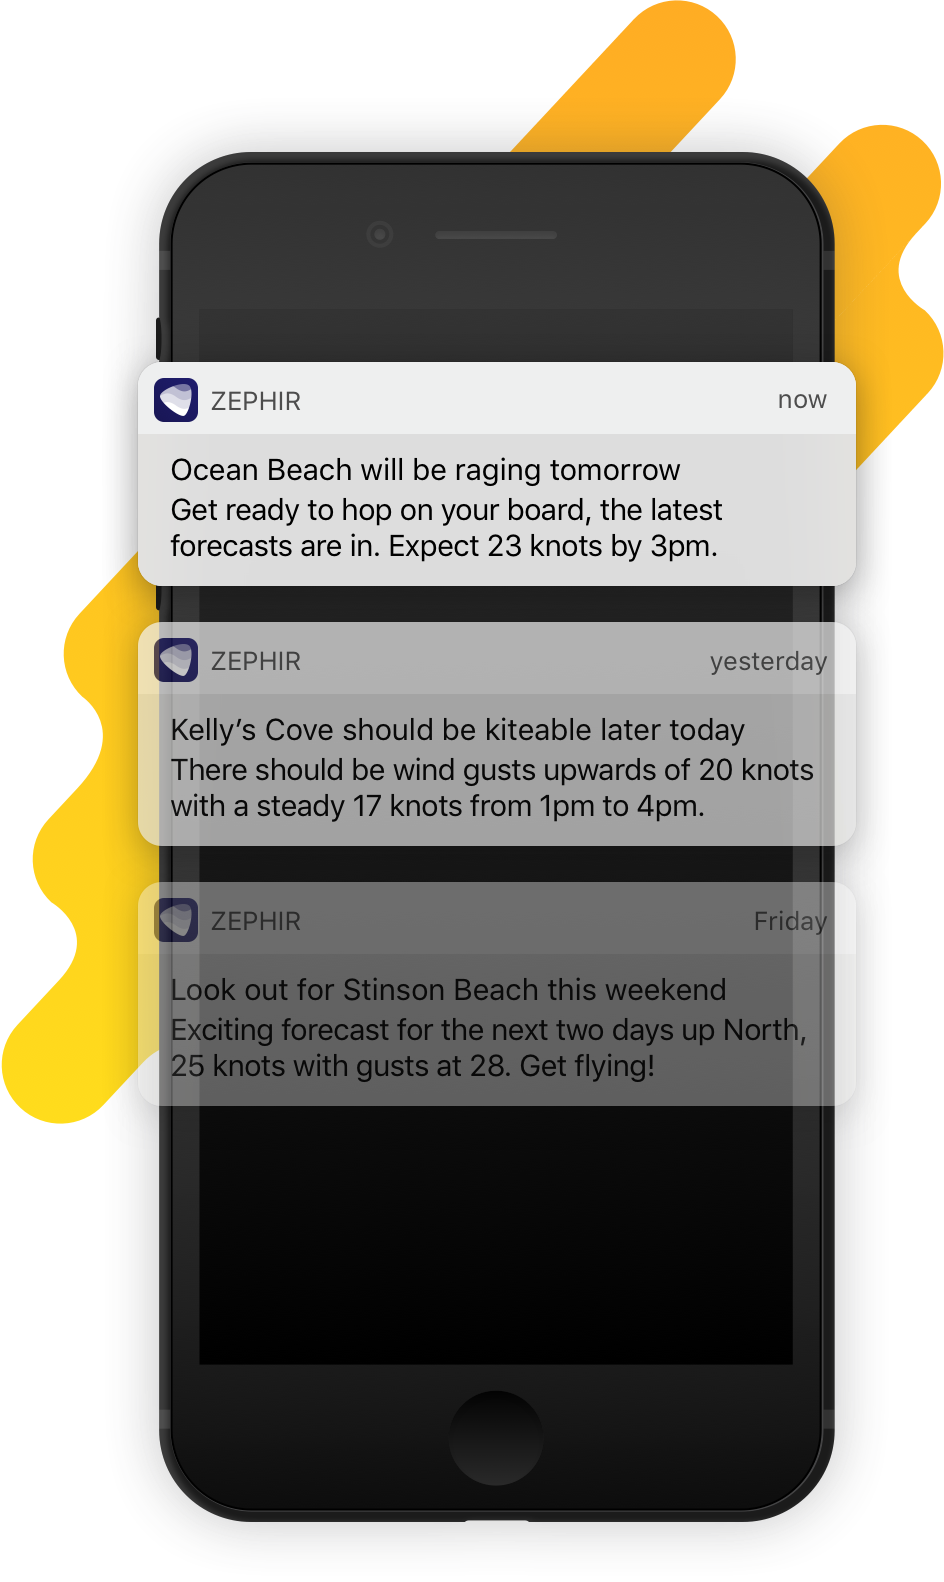 ZEPHIR now
Ocean Beach will be raging tomorrow
Get ready to hop on your board, the latest
forecasts are in. Expect 23 knots by 3pm.
ZEPHIR yesterday
Kelly’s Cove should be kiteable later today
There should be wind gusts upwards of 20 knots
with a steady 17 knots from 1pm to 4pm.
ZEPHIR Friday
Look out for Stinson Beach this weekend
Exciting forecast for the next two days up North,
25 knots with gusts at 28. Get flying!